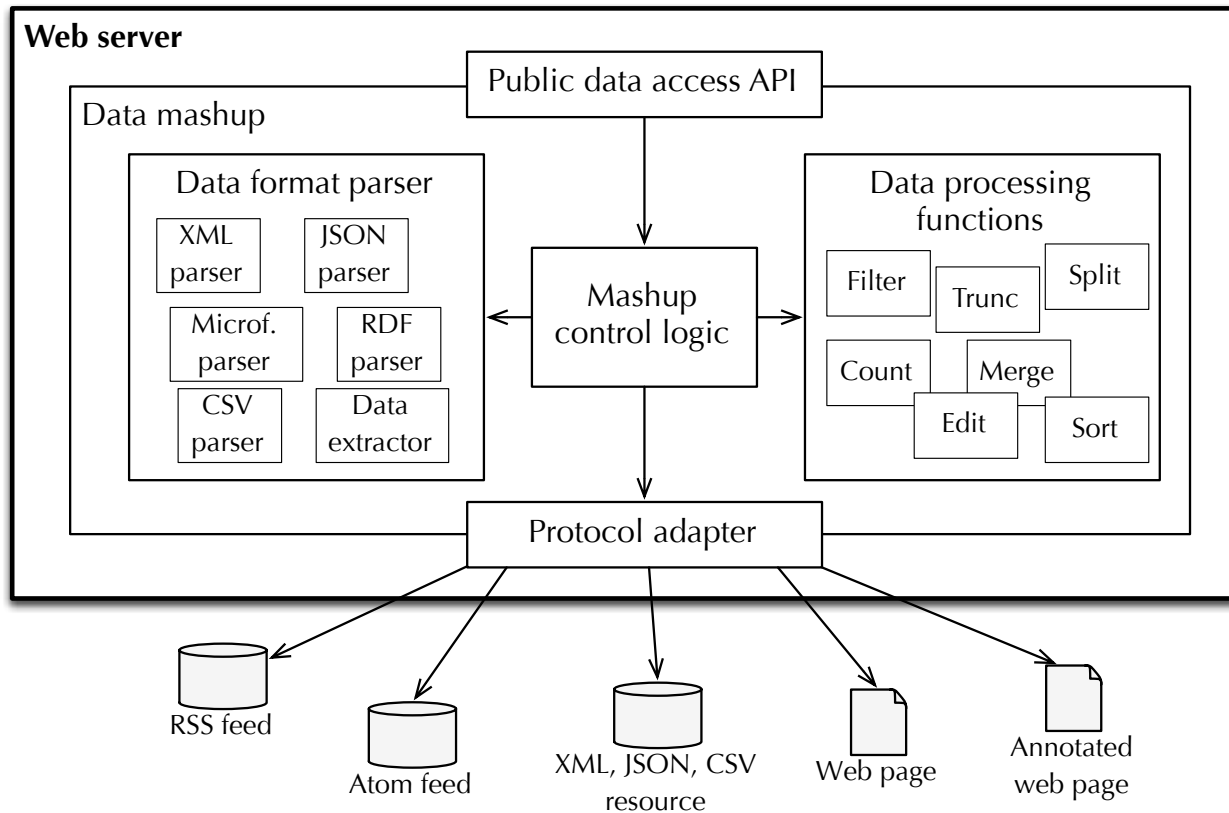 Web server
Public data access API
Data mashup
Data format parser
XML
parser
JSON
parser
Microf.
parser
RDF
parser
CSV
parser
Data
extractor
Mashup
control logic
Data processing
functions
Filter
Trunc
Split
Count
Merge
Edit
Sort
Protocol adapter
RSS feed
Atom feed
XML, JSON, CSV
resource
Web page
Annotated
web page